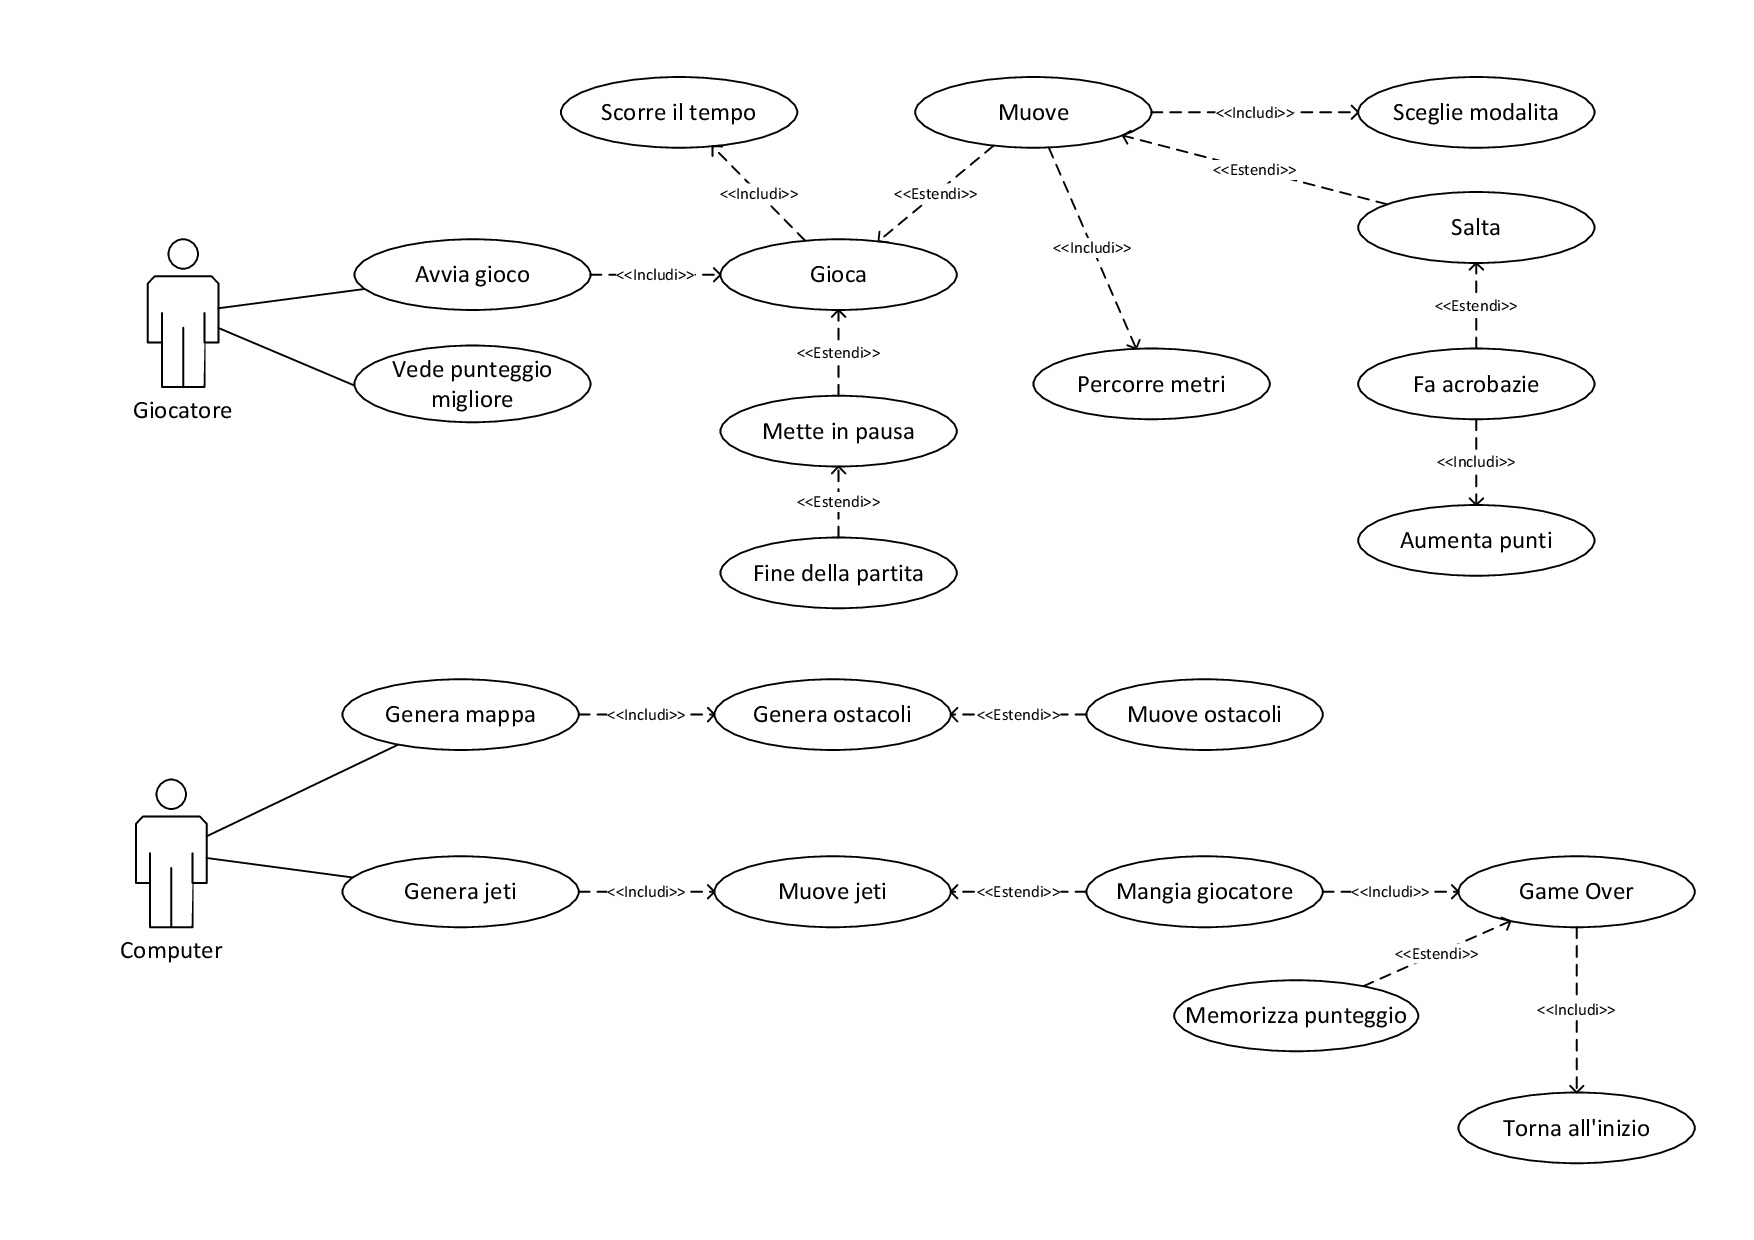 Scorre il tempo
Muove
<<Includi>>
Sceglie modalita
<<Estendi>>
<<Includi>>
<<Estendi>>
Salta
<<Includi>>
Avvia gioco
<<Includi>>
Gioca
<<Estendi>>
<<Estendi>>
Vede punteggio
migliore
Percorre metri
Fa acrobazie
Giocatore
Mette in pausa
<<Includi>>
<<Estendi>>
Aumenta punti
Fine della partita
Genera mappa
<<Includi>>
Genera ostacoli
<<Estendi>>
Muove ostacoli
Genera jeti
<<Includi>>
Muove jeti
<<Estendi>>
Mangia giocatore
<<Includi>>
Game Over
Computer
<<Estendi>>
<<Includi>>
Memorizza punteggio
Torna all'inizio